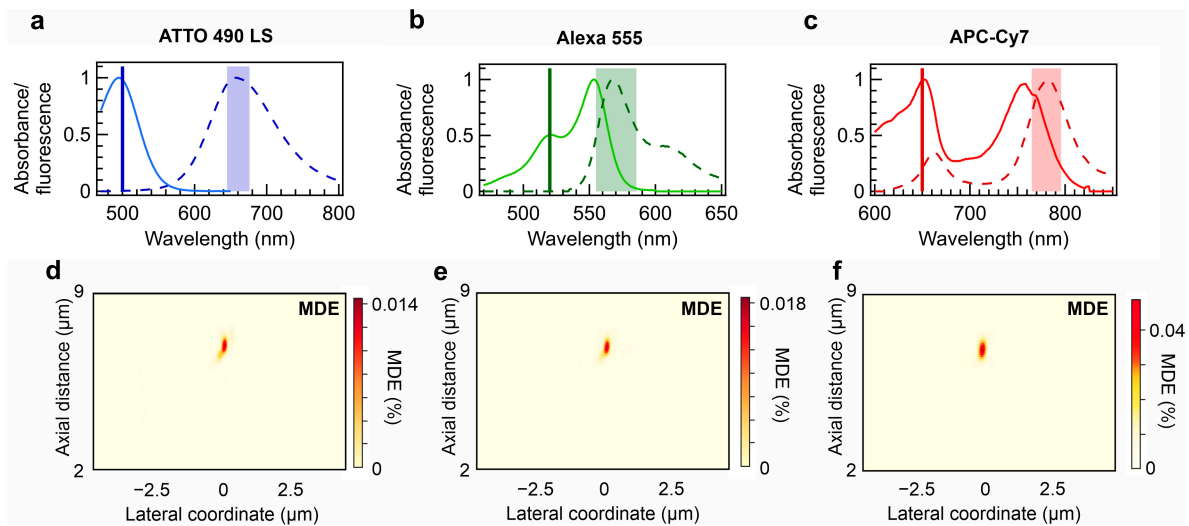 a
ATTO 490 LS
Absorbance/
fluorescence
1
0.5
0
500
600
700
800
Wavelength (nm)
b
Alexa 555
Absorbance/
fluorescence
1
0.5
0
500
550
600
650
Wavelength (nm)
c
APC-Cy7
Absorbance/
fluorescence
1
0.5
0
600
700
800
Wavelength (nm)
d
Axial distance (μm)
9
2
MDE
−2.5
0
2.5
Lateral coordinate (μm)
0.014
0
MDE (%)
e
Axial distance (μm)
9
2
MDE
−2.5
0
2.5
Lateral coordinate (μm)
0.018
0
MDE (%)
f
Axial distance (μm)
9
2
MDE
−2.5
0
2.5
Lateral coordinate (μm)
0.04
0
MDE (%)